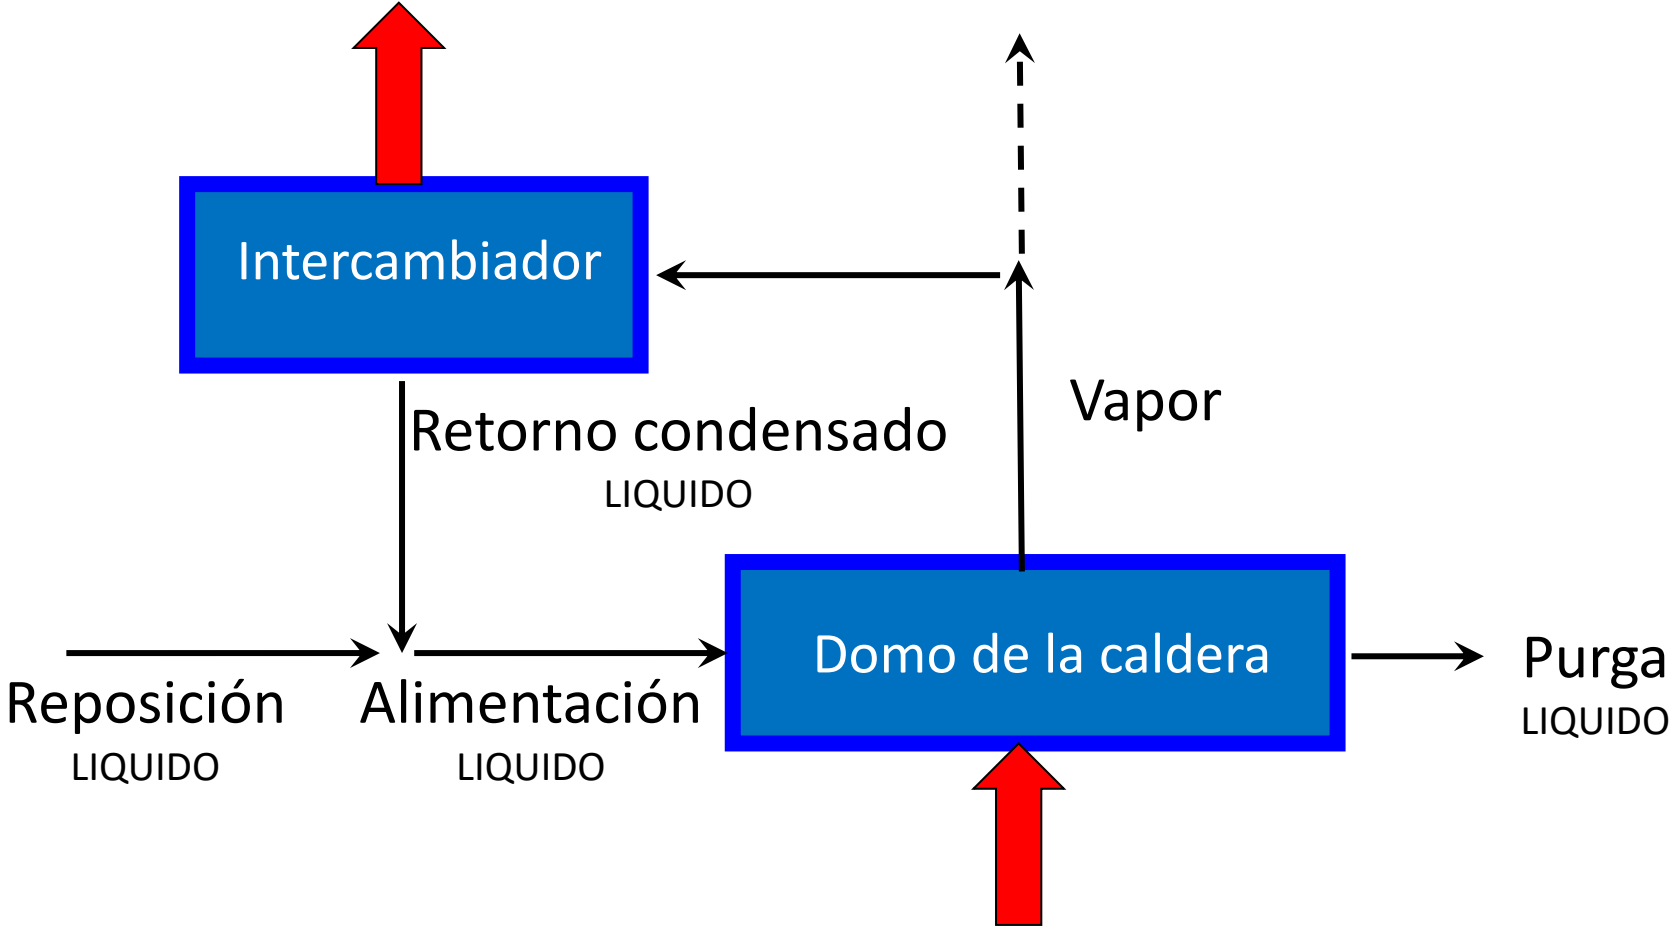 Intercambiador
Vapor
Retorno condensado
LIQUIDO
Domo de la caldera
Purga
LIQUIDO
Reposición
LIQUIDO
Alimentación
LIQUIDO